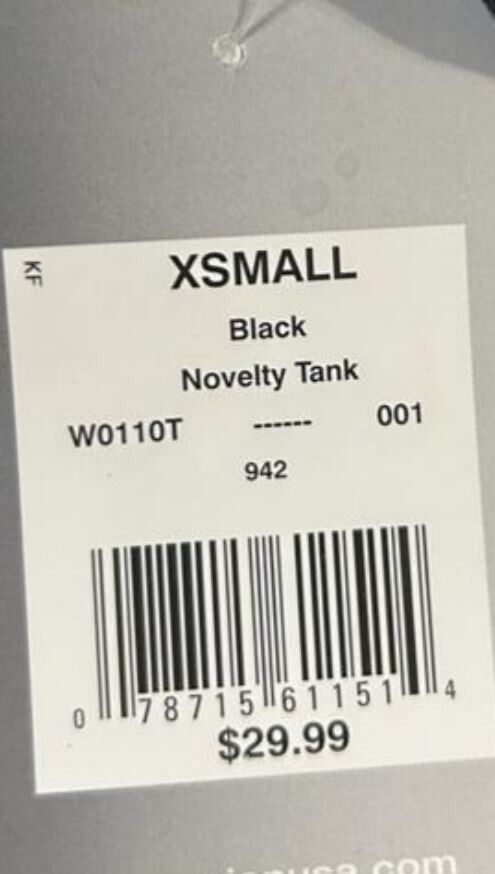 KF
XSMALL
Black
Novelty Tank
W0110T ------ 001
942
0 78715 61151 4
$29.99